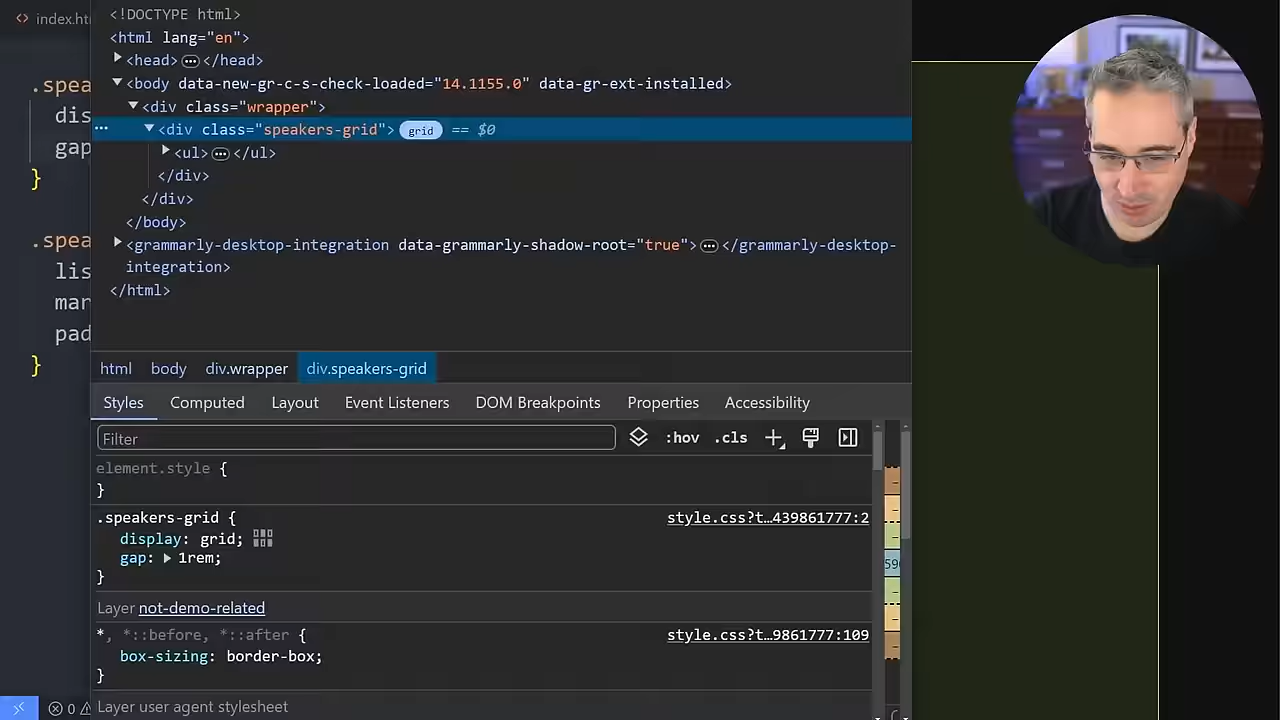 <> index.ht
<!DOCTYPE html>
<html lang="en">
<head> </head>
<body data-new-gr-c-s-check-loaded="14.1155.0" data-gr-ext-installed>
<div class="wrapper">
<div class="speakers-grid"> grid == $0
<ul> </ul>
</div>
</div>
</body>
<grammarly-desktop-integration data-grammarly-shadow-root="true"> </grammarly-desktop-
integration>
</html>
.spea
dis
gap
}
.spea
lis
mar
pad
}
html body div.wrapper div.speakers-grid
Styles Computed Layout Event Listeners DOM Breakpoints Properties Accessibility
Filter :hov .cls
element.style {
}
.speakers-grid { style.css?t…439861777:2
display: grid;
gap: 1rem;
}
Layer not-demo-related
*, *::before, *::after { style.css?t…9861777:109
box-sizing: border-box;
}
Layer user agent stylesheet
0